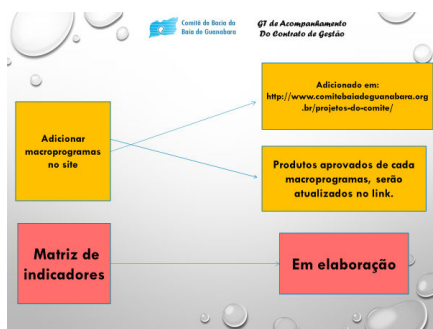 Comitê da Bacia da
Baía de Guanabara
GT de Acompanhamento
Do Contrato de Gestão
Adicionar
macroprogramas
no site
Adicionado em:
http://www.comitebaiadeguanabara.org
.br/projetos-do-comite/
Produtos aprovados de cada
macroprogramas, serão
atualizados no link.
Matriz de
indicadores
Em elaboração